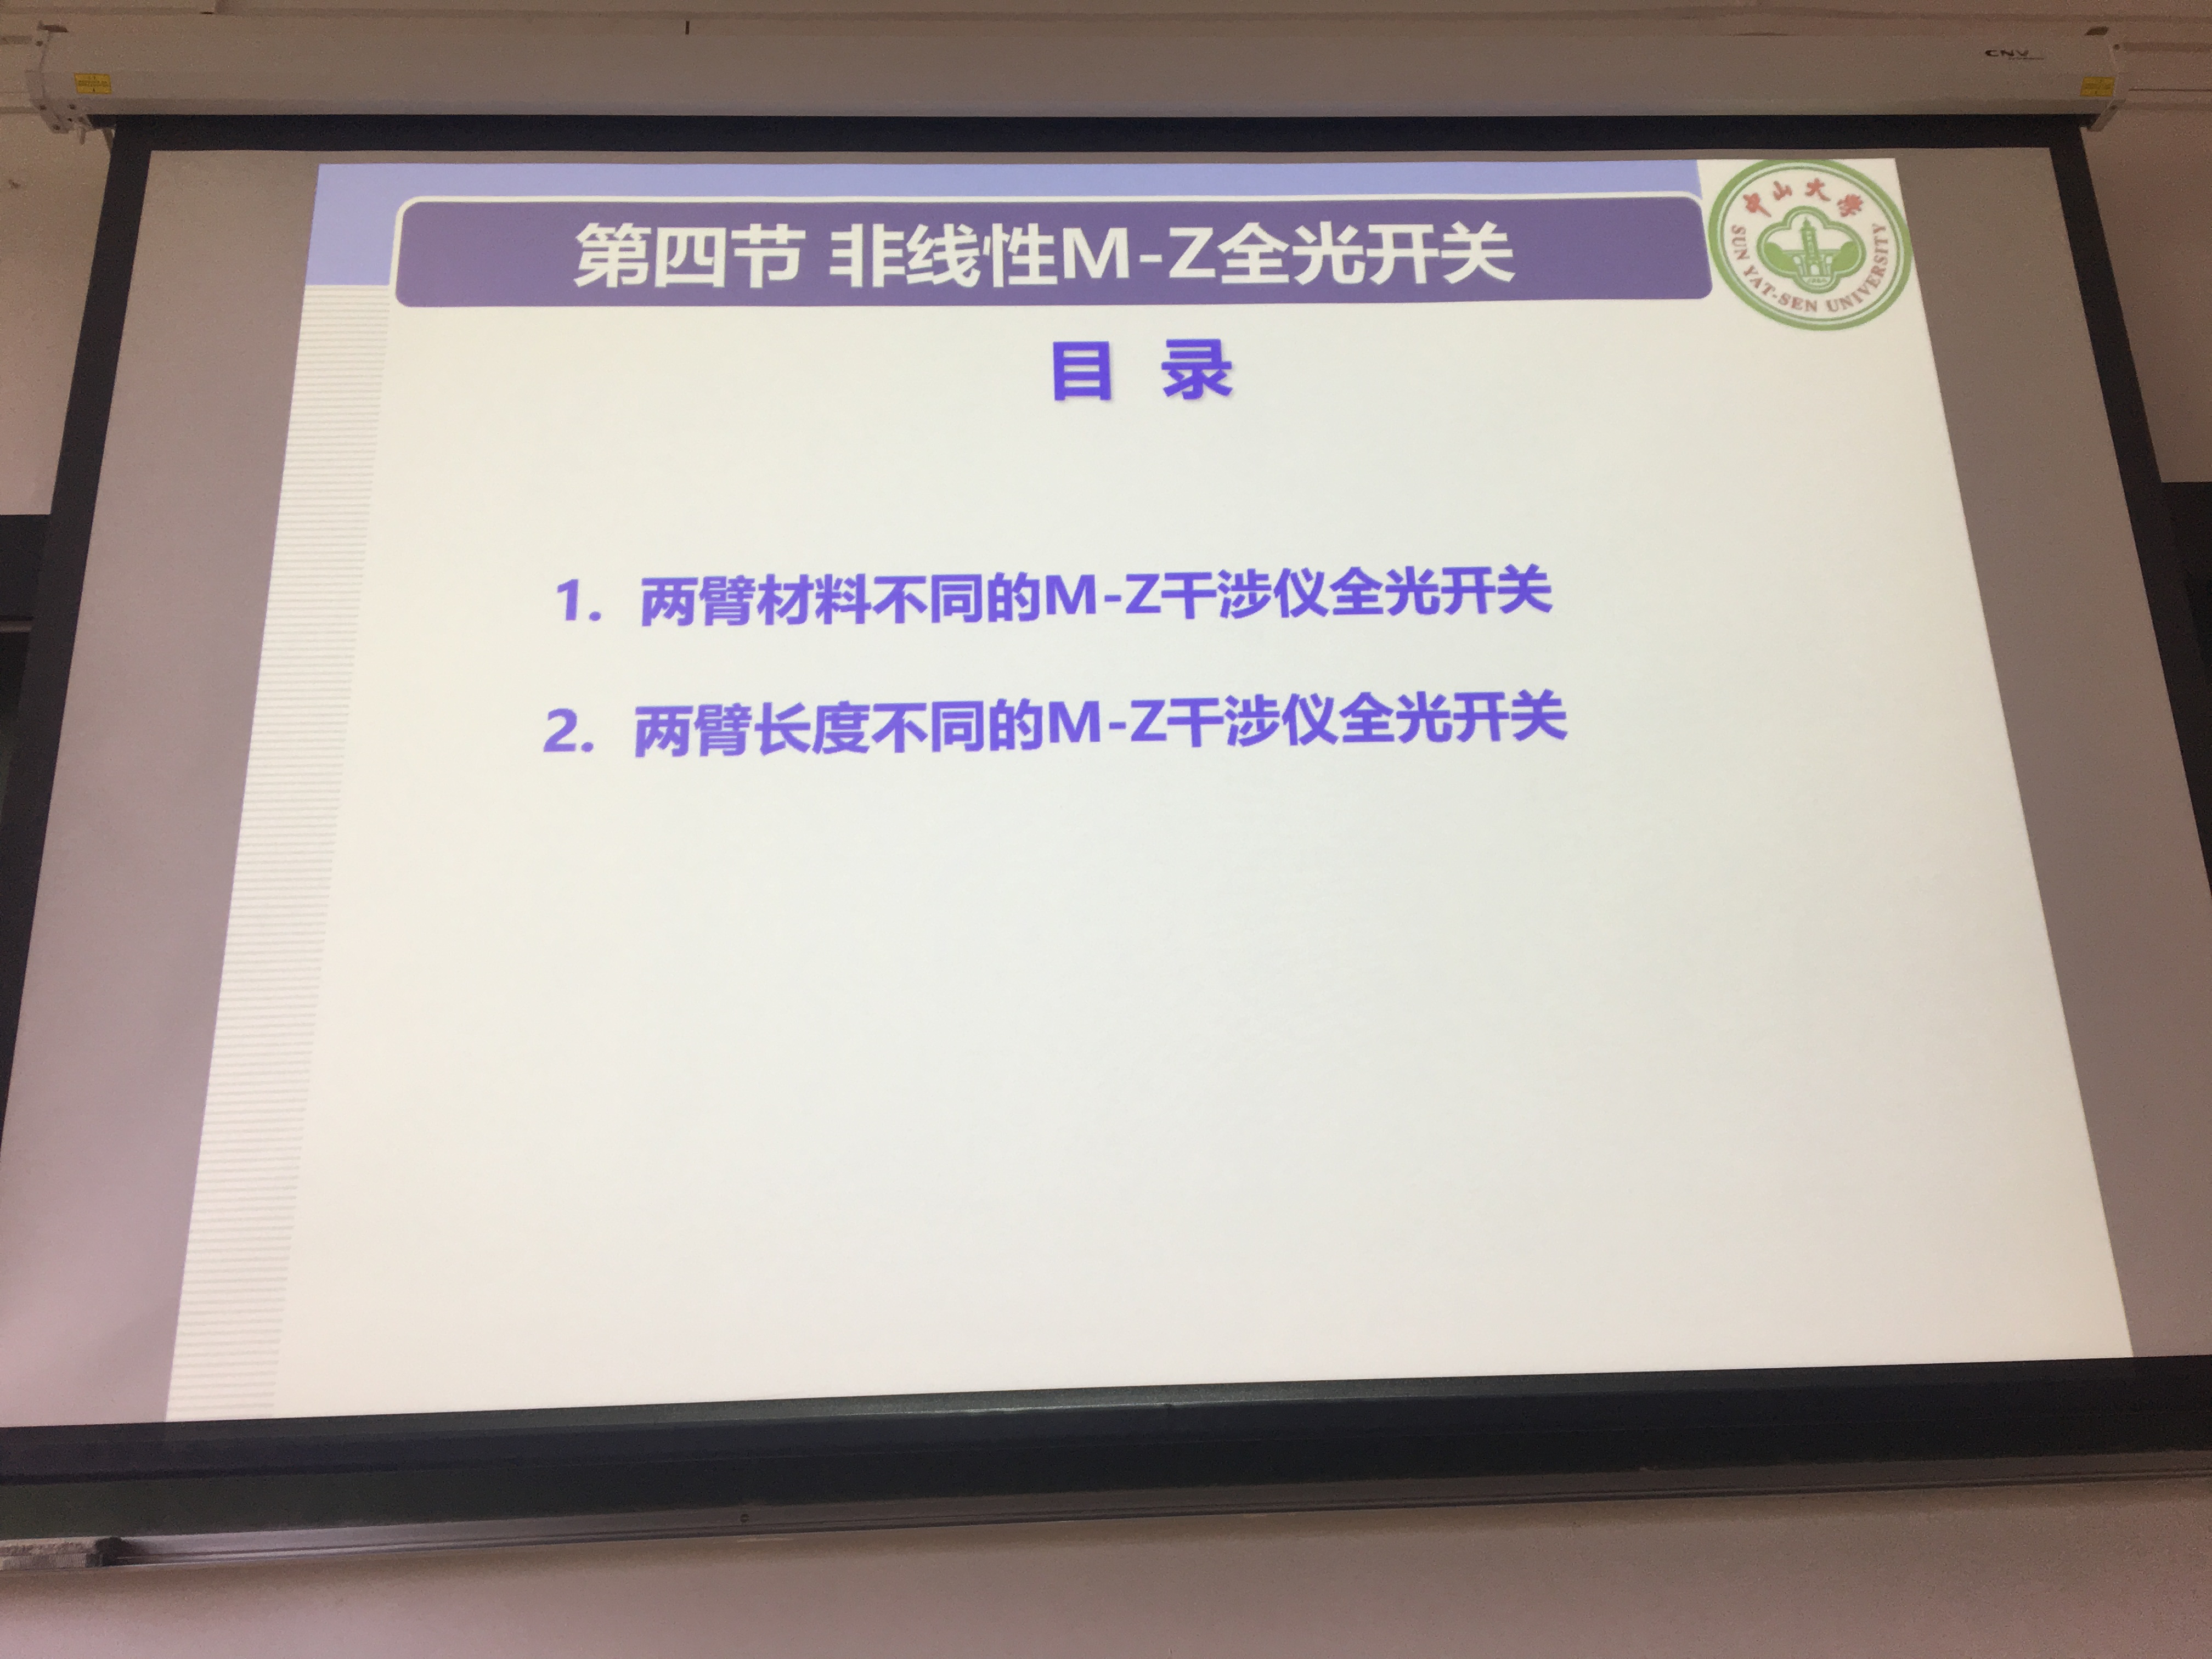 CNV
第四节 非线性M-Z全光开关
中山大学
SUN YAT-SEN UNIVERSITY
目 录
1. 两臂材料不同的M-Z干涉仪全光开关
2. 两臂长度不同的M-Z干涉仪全光开关